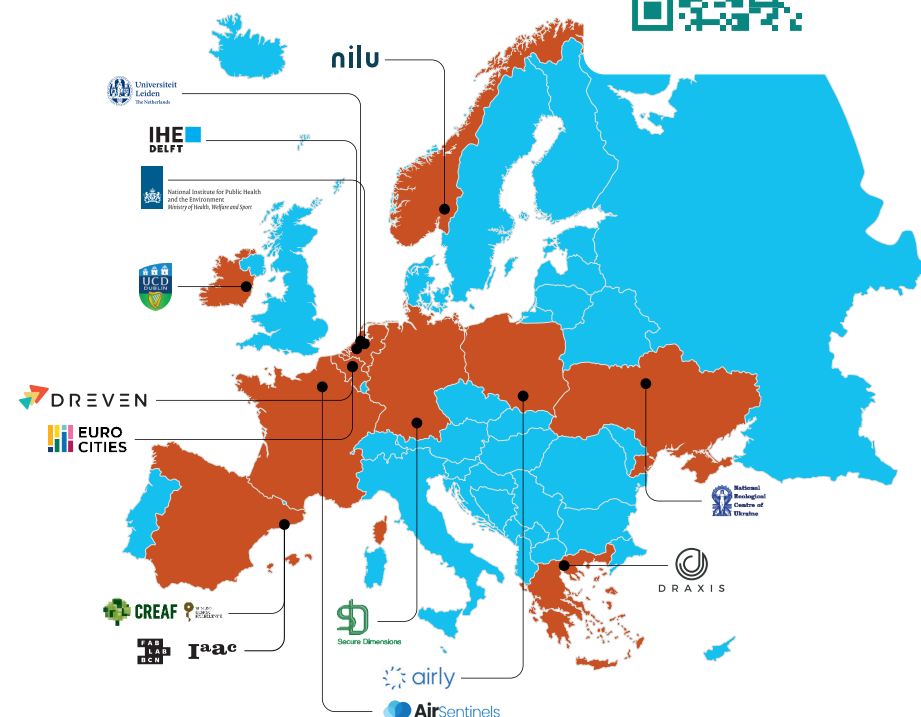 nilu
Universiteit
Leiden
The Netherlands
IHE
DELFT
National Institute for Public Health
and the Environment
Ministry of Health, Welfare and Sport
UCD
DUBLIN
DREVEN
EURO
CITIES
National
Ecological
Centre of
Ukraine
DRAXIS
CREAF
FAB
LAB
BCN
Iaac
SD
Secure Dimensions
airly
AirSentinels